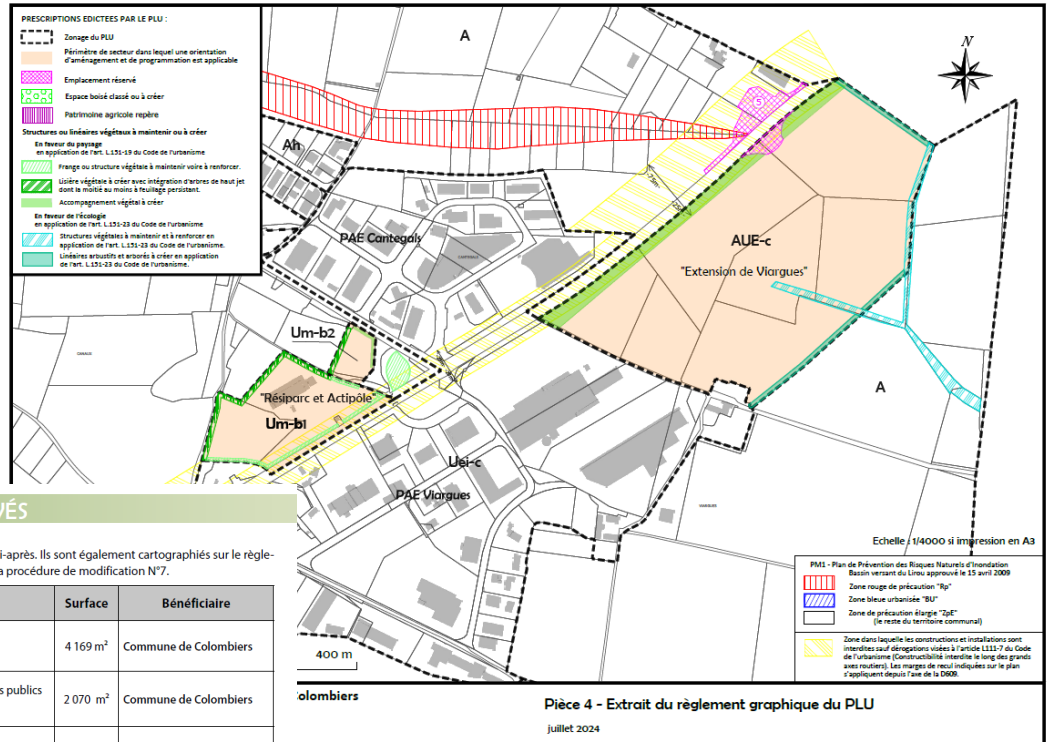 PRESCRIPTIONS EDICTEES PAR LE PLU :
Zonage du PLU
Périmètre de secteur dans lequel une orientation
d'aménagement et de programmation est applicable
Emplacement réservé
Espace boisé classé ou à créer
Patrimoine agricole repère
Structures ou linéaires végétaux à maintenir ou à créer
En faveur du paysage
en application de l'art. L.151-19 du Code de l'urbanisme
Frange ou structure végétale à maintenir voire à renforcer.
Lisière végétale à créer avec intégration d'arbres de haut jet
dont la moitié au moins à feuillage persistant.
Accompagnement végétal à créer
En faveur de l'écologie
en application de l'art. L.151-23 du Code de l'urbanisme
Structures végétales à maintenir et à renforcer en
application de l'art. L.151-23 du Code de l'urbanisme.
Linéaires arbustifs et arborés à créer en application
de l'art. L.151-23 du Code de l'urbanisme.
A
N
5
Ah
PAE Cantegals
AUE-c
"Extension de Viargues"
Um-b2
"Résiparc et Actipôle"
Um-b1
A
Uei-c
PAE Viargues
VIARGUES
Echelle : 1/4000 si impression en A3
PM1 - Plan de Prévention des Risques Naturels d'Inondation
Bassin versant du Lirou approuvé le 15 avril 2009
Zone rouge de précaution "Rp"
Zone bleue urbanisée "BU"
Zone de précaution élargie "ZpE"
(le reste du territoire communal)
Zone dans laquelle les constructions et installations sont
interdites sauf dérogations visées à l'article L111-7 du Code
de l'urbanisme (Constructibilité interdite le long des grands
axes routiers). Les marges de recul indiquées sur le plan
s'appliquent depuis l'axe de la D609.
400 m
VÉS
i-après. Ils sont également cartographiés sur le règle-
a procédure de modification N°7.
Surface
Bénéficiaire
4 169 m²
Commune de Colombiers
s publics
2 070 m²
Commune de Colombiers
olombiers
Pièce 4 - Extrait du règlement graphique du PLU
juillet 2024